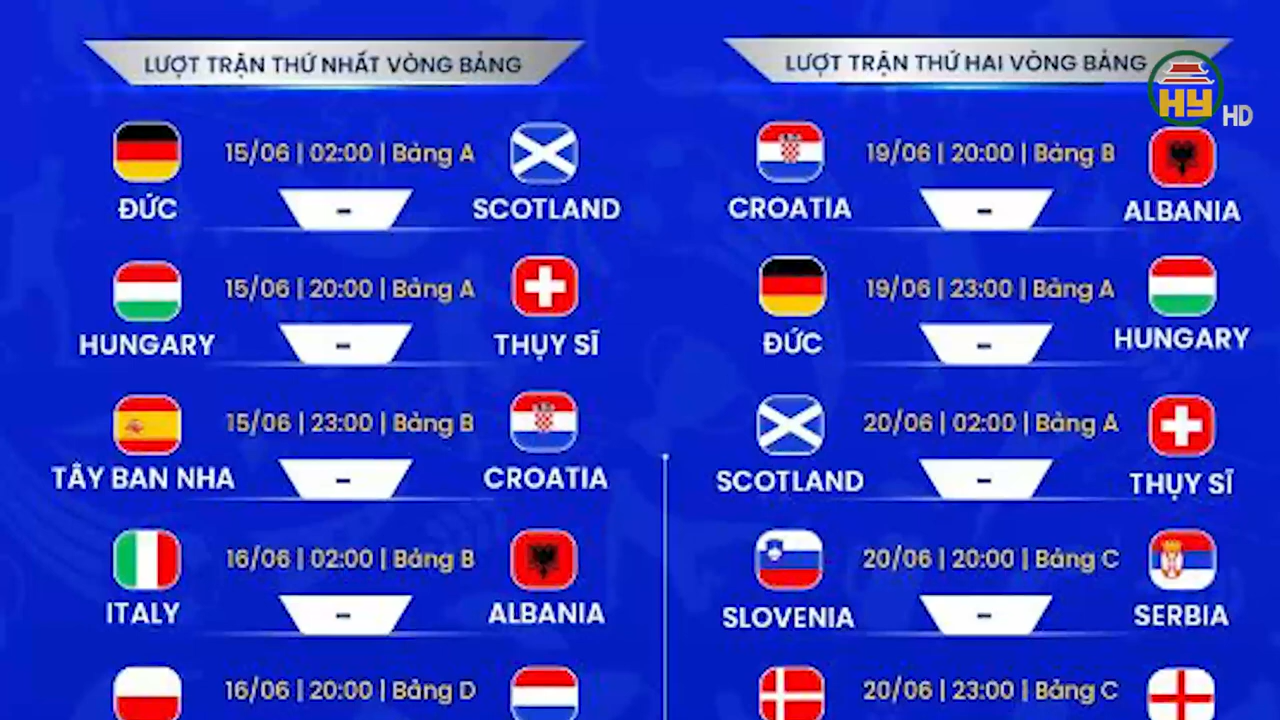 LƯỢT TRẬN THỨ NHẤT VÒNG BẢNG
15/06 | 02:00 | Bảng A
ĐỨC - SCOTLAND
15/06 | 20:00 | Bảng A
HUNGARY - THỤY SĨ
15/06 | 23:00 | Bảng B
TÂY BAN NHA - CROATIA
16/06 | 02:00 | Bảng B
ITALY - ALBANIA
16/06 | 20:00 | Bảng D
LƯỢT TRẬN THỨ HAI VÒNG BẢNG
HY HD
19/06 | 20:00 | Bảng B
CROATIA - ALBANIA
19/06 | 23:00 | Bảng A
ĐỨC - HUNGARY
20/06 | 02:00 | Bảng A
SCOTLAND - THỤY SĨ
20/06 | 20:00 | Bảng C
SLOVENIA - SERBIA
20/06 | 23:00 | Bảng C